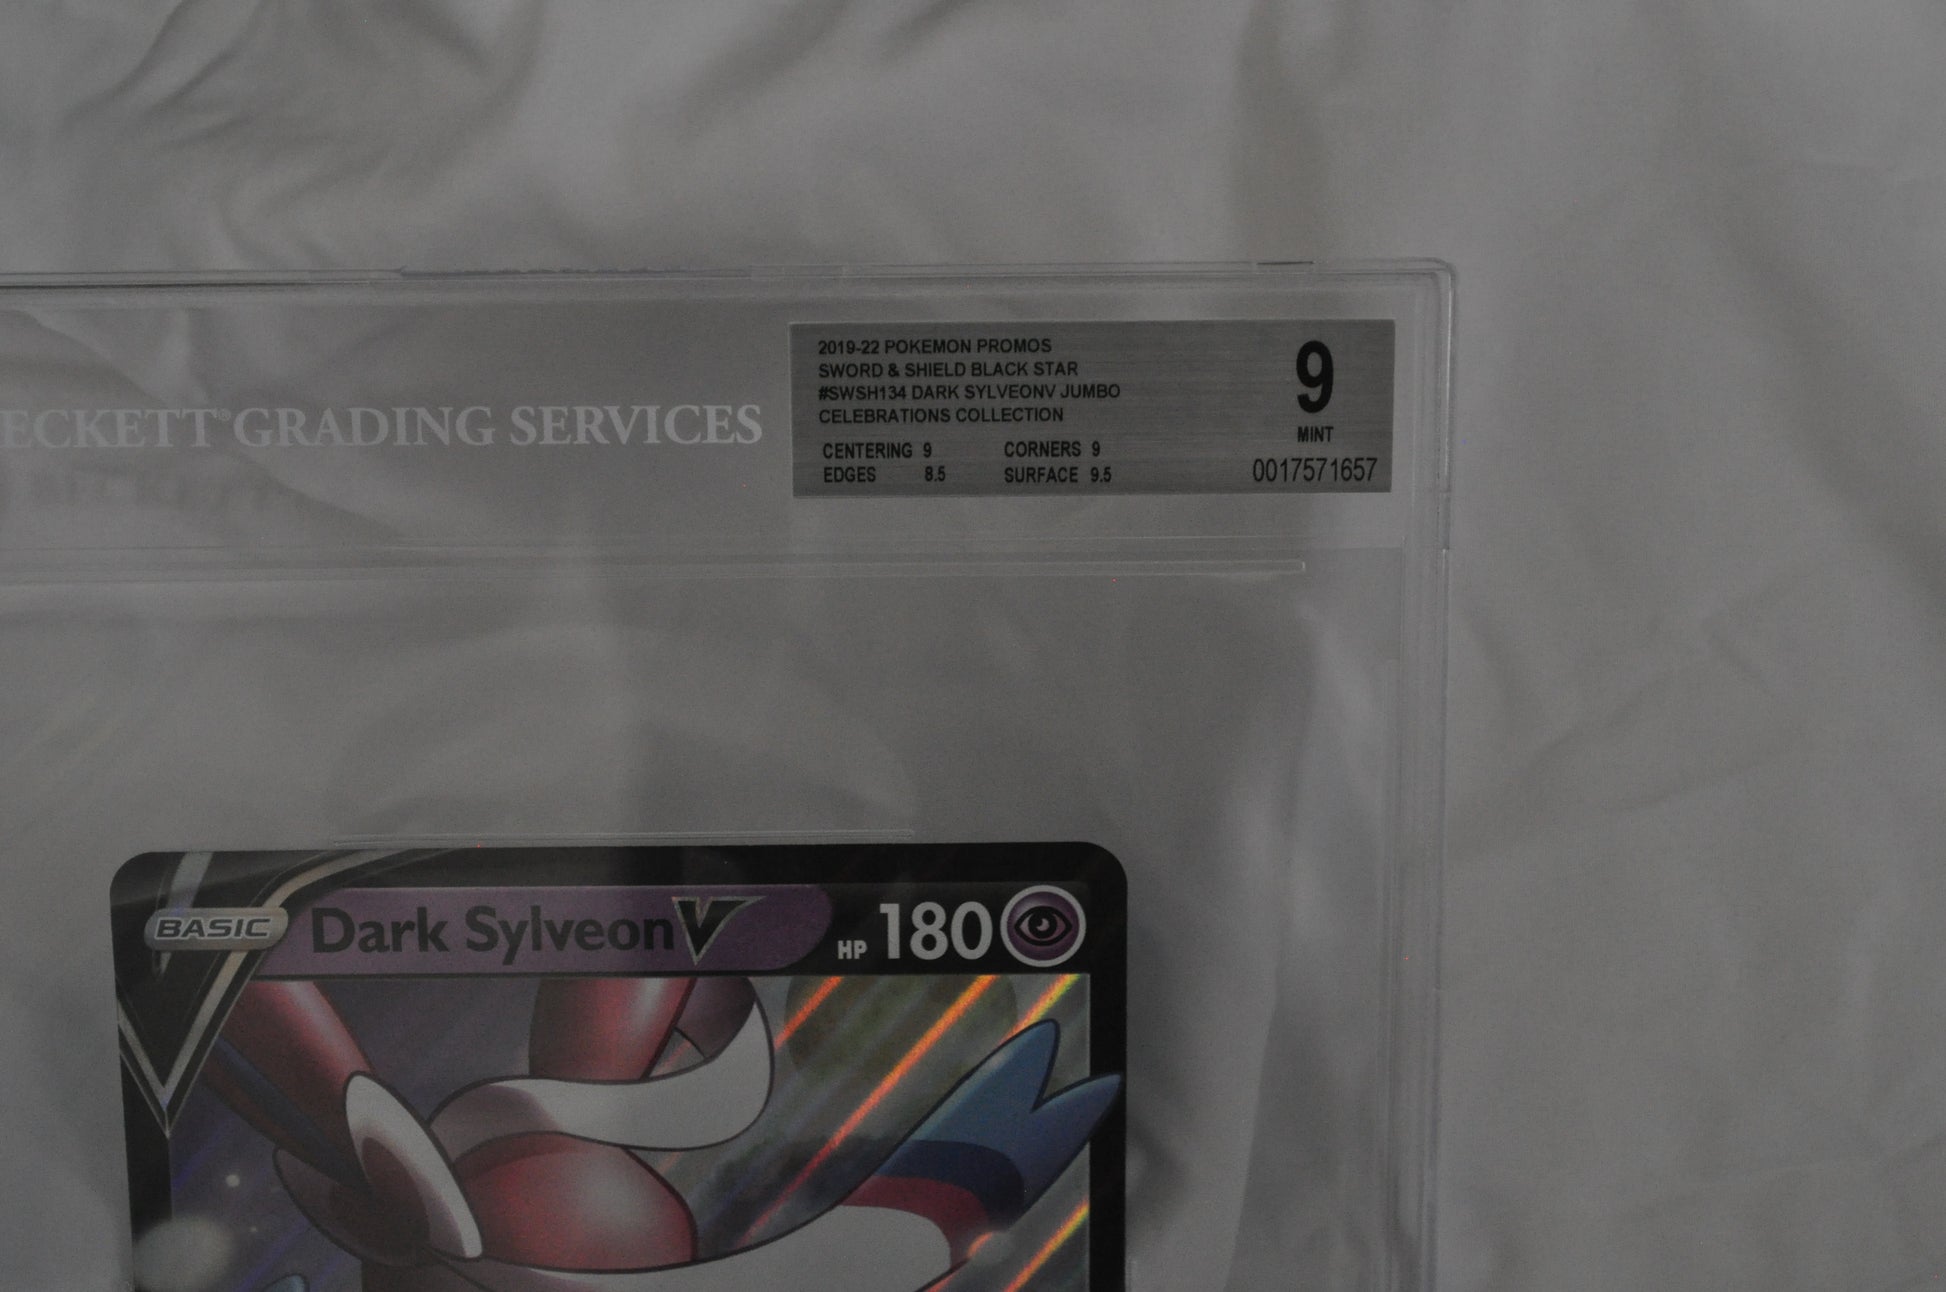 ECKETT® GRADING SERVICES
2019-22 POKEMON PROMOS
SWORD & SHIELD BLACK STAR
#SWSH134 DARK SYLVEONV JUMBO
CELEBRATIONS COLLECTION
CENTERING 9 CORNERS 9
EDGES 8.5 SURFACE 9.5
9
MINT
0017571657
BASIC Dark Sylveon V HP 180